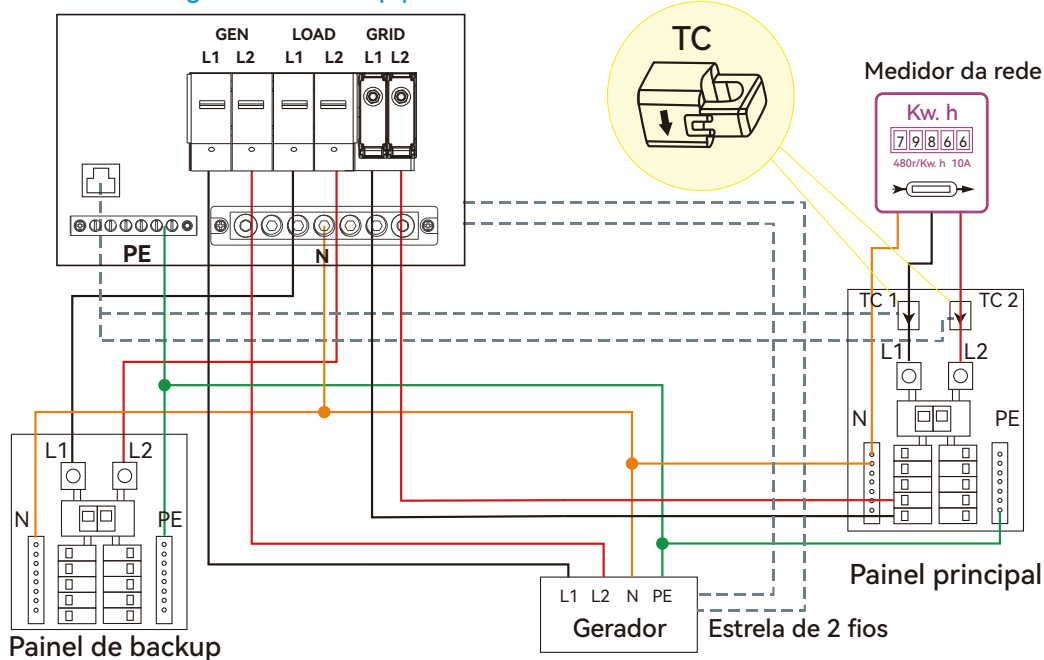 GEN LOAD GRID
L1 L2 L1 L2 L1 L2
PE
N
TC
Medidor da rede
Kw. h
79866
480r/Kw. h 10A
TC 1
TC 2
L1
L2
N
PE
Painel principal
L1
L2
N
PE
Painel de backup
L1 L2 N PE
Gerador
Estrela de 2 fios